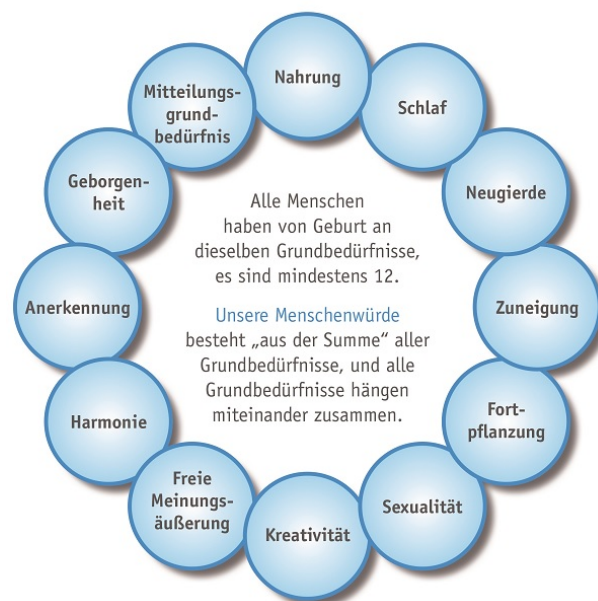 Nahrung
Schlaf
Neugierde
Zuneigung
Fort-
pflanzung
Sexualität
Kreativität
Freie
Meinungs-
äußerung
Harmonie
Anerkennung
Geborgen-
heit
Mitteilungs-
grund-
bedürfnis
Alle Menschen
haben von Geburt an
dieselben Grundbedürfnisse,
es sind mindestens 12.
Unsere Menschenwürde
besteht „aus der Summe“ aller
Grundbedürfnisse, und alle
Grundbedürfnisse hängen
miteinander zusammen.